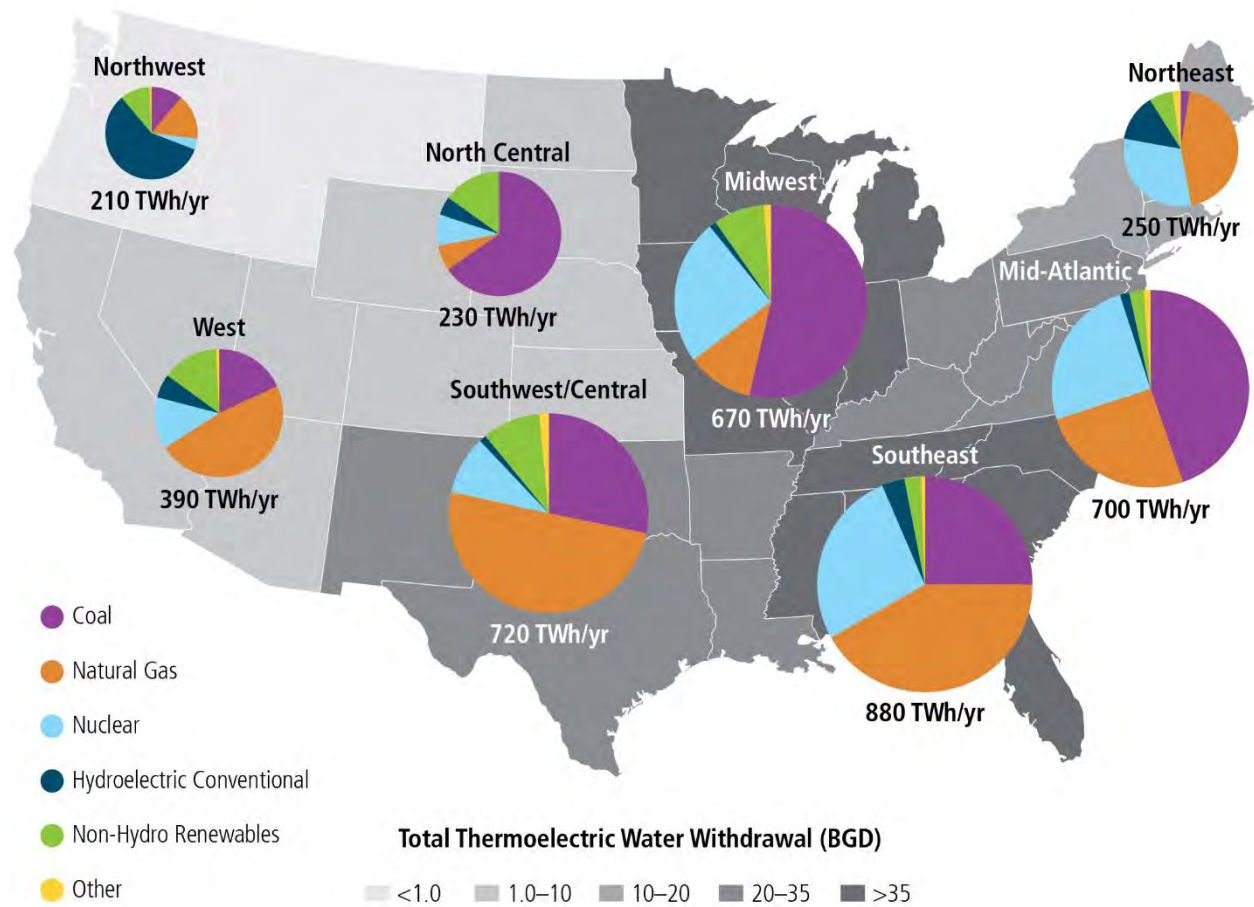 Northwest
210 TWh/yr
North Central
230 TWh/yr
Midwest
670 TWh/yr
Northeast
250 TWh/yr
Mid-Atlantic
700 TWh/yr
West
390 TWh/yr
Southwest/Central
720 TWh/yr
Southeast
880 TWh/yr
Coal
Natural Gas
Nuclear
Hydroelectric Conventional
Non-Hydro Renewables
Other
Total Thermoelectric Water Withdrawal (BGD)
<1.0 1.0–10 10–20 20–35 >35